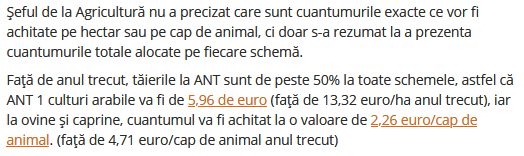 Șeful de la Agricultură nu a precizat care sunt cuantumurile exacte ce vor fi
achitate pe hectar sau pe cap de animal, ci doar s-a rezumat la a prezenta
cuantumurile totale alocate pe fiecare schemă.
Față de anul trecut, tăierile la ANT sunt de peste 50% la toate schemele, astfel că
ANT 1 culturi arabile va fi de 5,96 de euro (față de 13,32 euro/ha anul trecut), iar
la ovine și caprine, cuantumul va fi achitat la o valoare de 2,26 euro/cap de
animal. (față de 4,71 euro/cap de animal anul trecut)